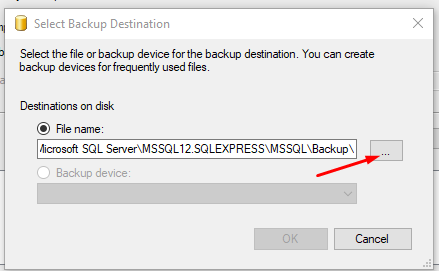 Select Backup Destination
Select the file or backup device for the backup destination. You can create
backup devices for frequently used files.
Destinations on disk
File name:
Microsoft SQL Server\MSSQL12.SQLEXPRESS\MSSQL\Backup\
...
Backup device:
OK
Cancel